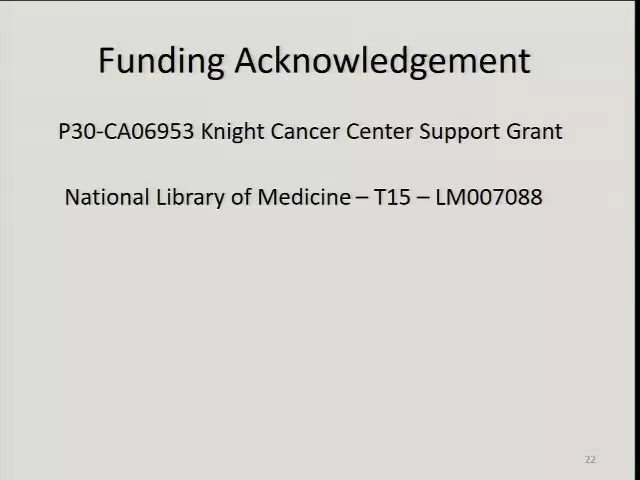 Funding Acknowledgement
P30-CA06953 Knight Cancer Center Support Grant
National Library of Medicine – T15 – LM007088
22